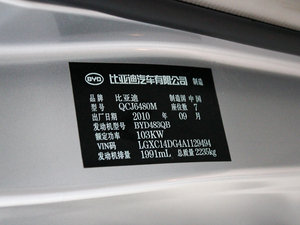 BYD 比亚迪汽车有限公司 制造
品牌 比亚迪 制造国 中国
型号 QCJ6480M 座位数 7
出厂日期 2010 年 09 月
发动机型号 BYD483QB
额定功率 103KW
VIN码 LGXC14DG4A1129494
发动机排量 1991mL 总质量 2235kg